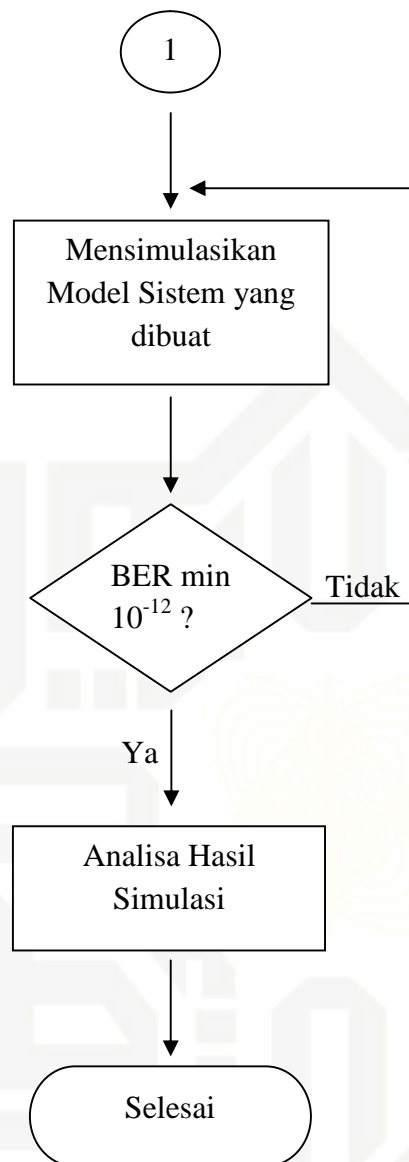 1
Mensimulasikan
Model Sistem yang
dibuat
BER min
10⁻¹² ?
Tidak
Ya
Analisa Hasil
Simulasi
Selesai